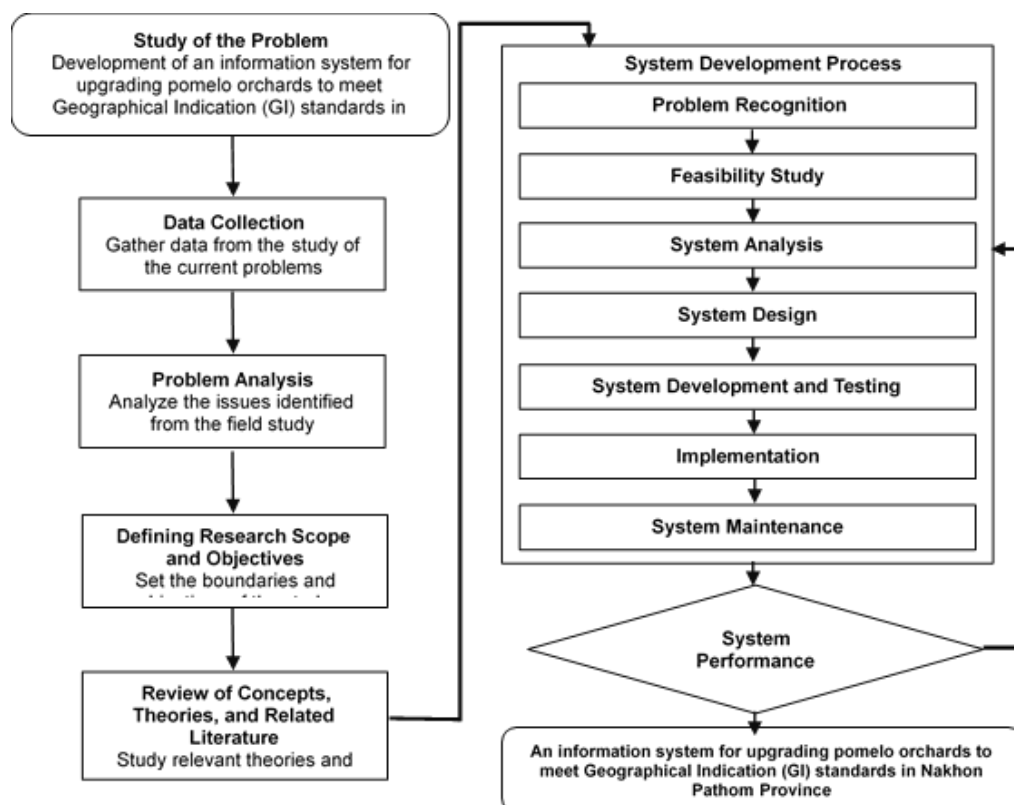 Study of the Problem
Development of an information system for
upgrading pomelo orchards to meet
Geographical Indication (GI) standards in
Data Collection
Gather data from the study of
the current problems
Problem Analysis
Analyze the issues identified
from the field study
Defining Research Scope
and Objectives
Set the boundaries and
Review of Concepts,
Theories, and Related
Literature
Study relevant theories and
System Development Process
Problem Recognition
Feasibility Study
System Analysis
System Design
System Development and Testing
Implementation
System Maintenance
System
Performance
An information system for upgrading pomelo orchards to
meet Geographical Indication (GI) standards in Nakhon
Pathom Province